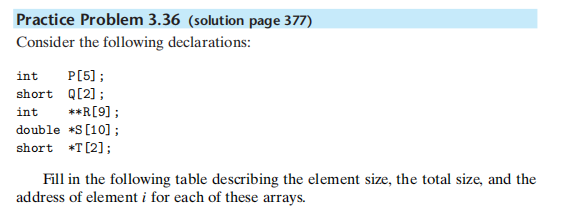 Practice Problem 3.36 (solution page 377)
Consider the following declarations:
int P[5];
short Q[2];
int **R[9];
double *S[10];
short *T[2];
Fill in the following table describing the element size, the total size, and the
address of element i for each of these arrays.